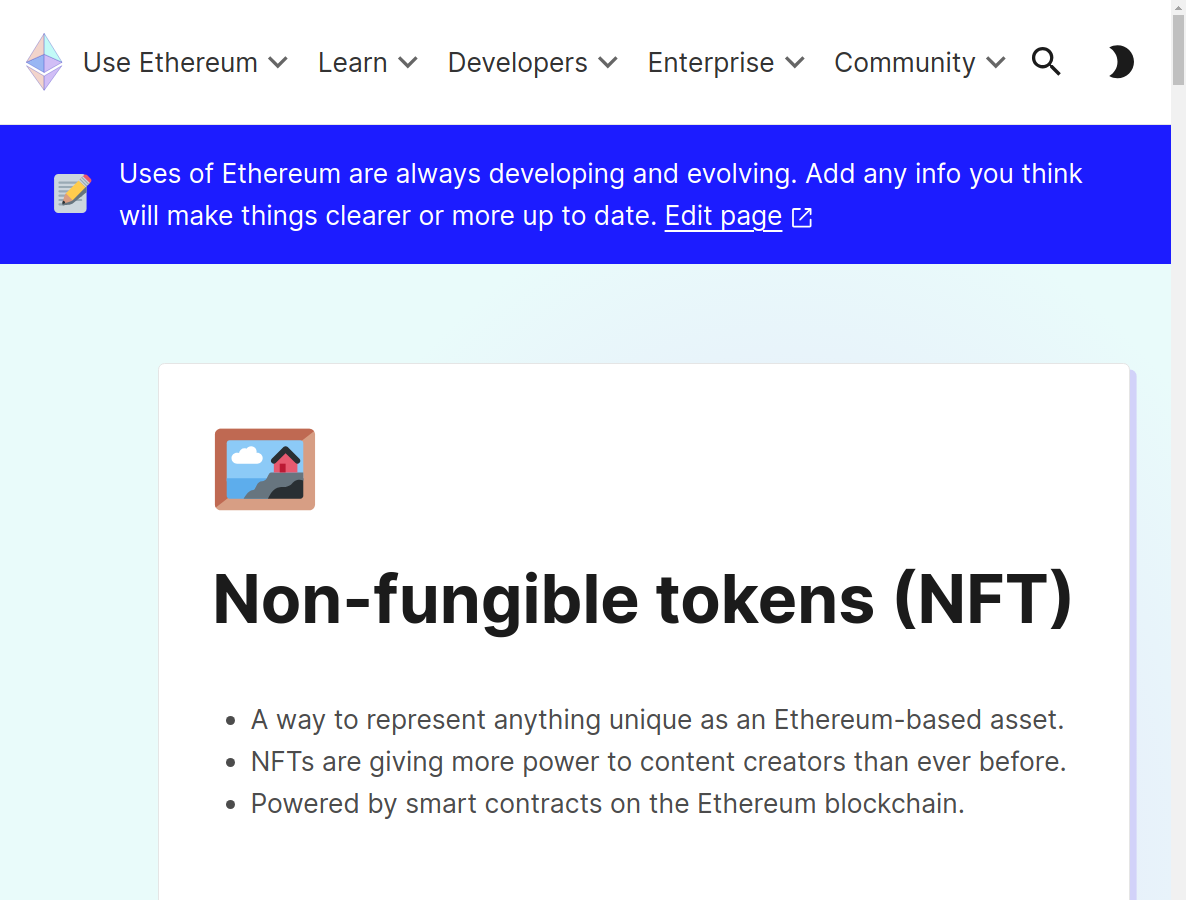 Use Ethereum Learn Developers Enterprise Community
Uses of Ethereum are always developing and evolving. Add any info you think
will make things clearer or more up to date. Edit page
Non-fungible tokens (NFT)
• A way to represent anything unique as an Ethereum-based asset.
• NFTs are giving more power to content creators than ever before.
• Powered by smart contracts on the Ethereum blockchain.